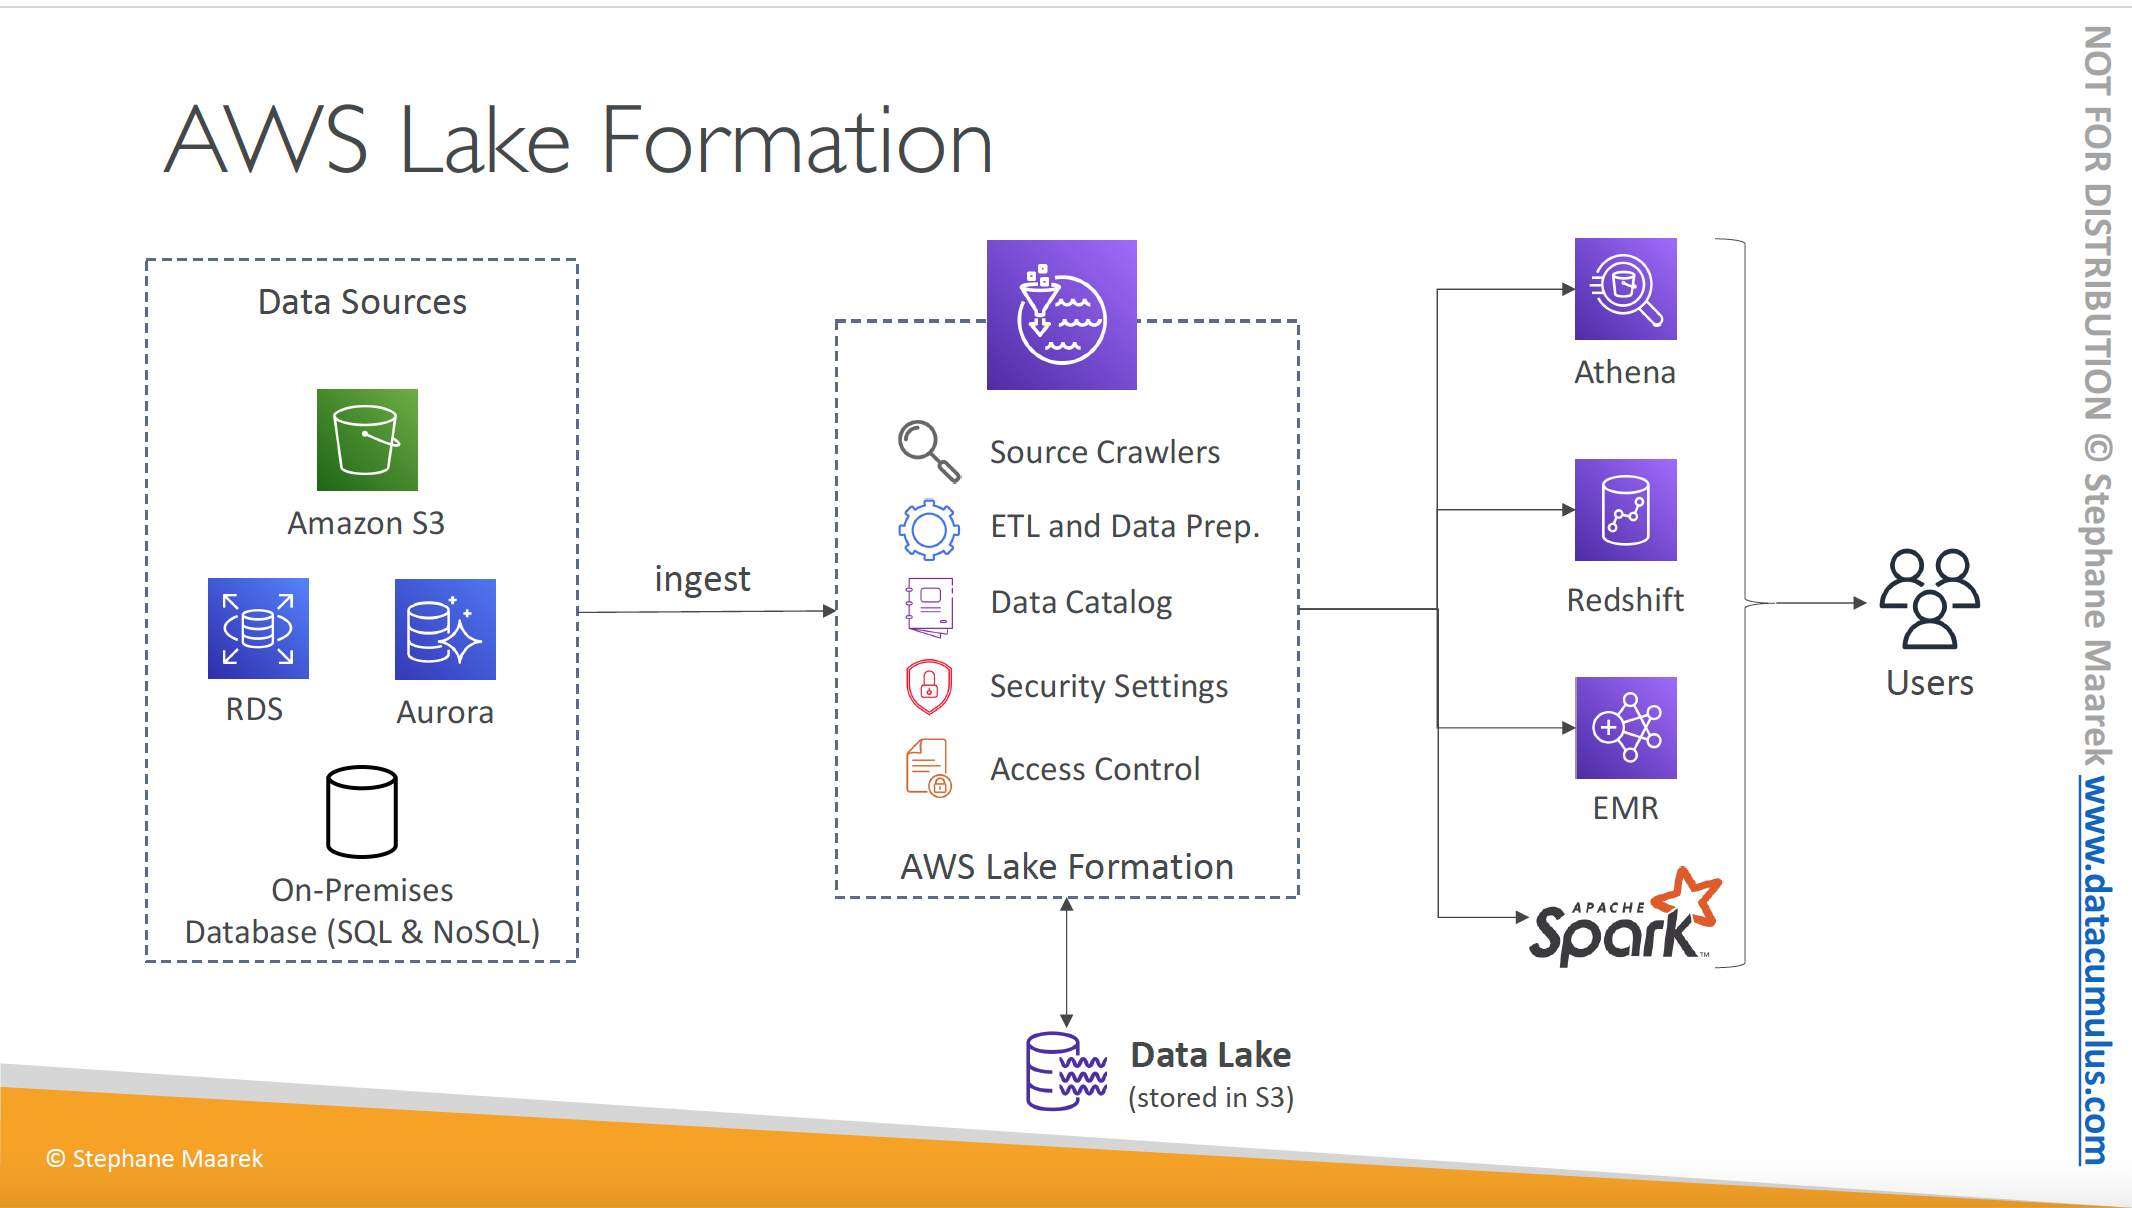 AWS Lake Formation
Data Sources
Amazon S3
RDS
Aurora
On-Premises
Database (SQL & NoSQL)
ingest
Source Crawlers
ETL and Data Prep.
Data Catalog
Security Settings
Access Control
AWS Lake Formation
Data Lake
(stored in S3)
Athena
Redshift
EMR
APACHE
Spark™
Users
NOT FOR DISTRIBUTION © Stephane Maarek www.datacumulus.com
© Stephane Maarek